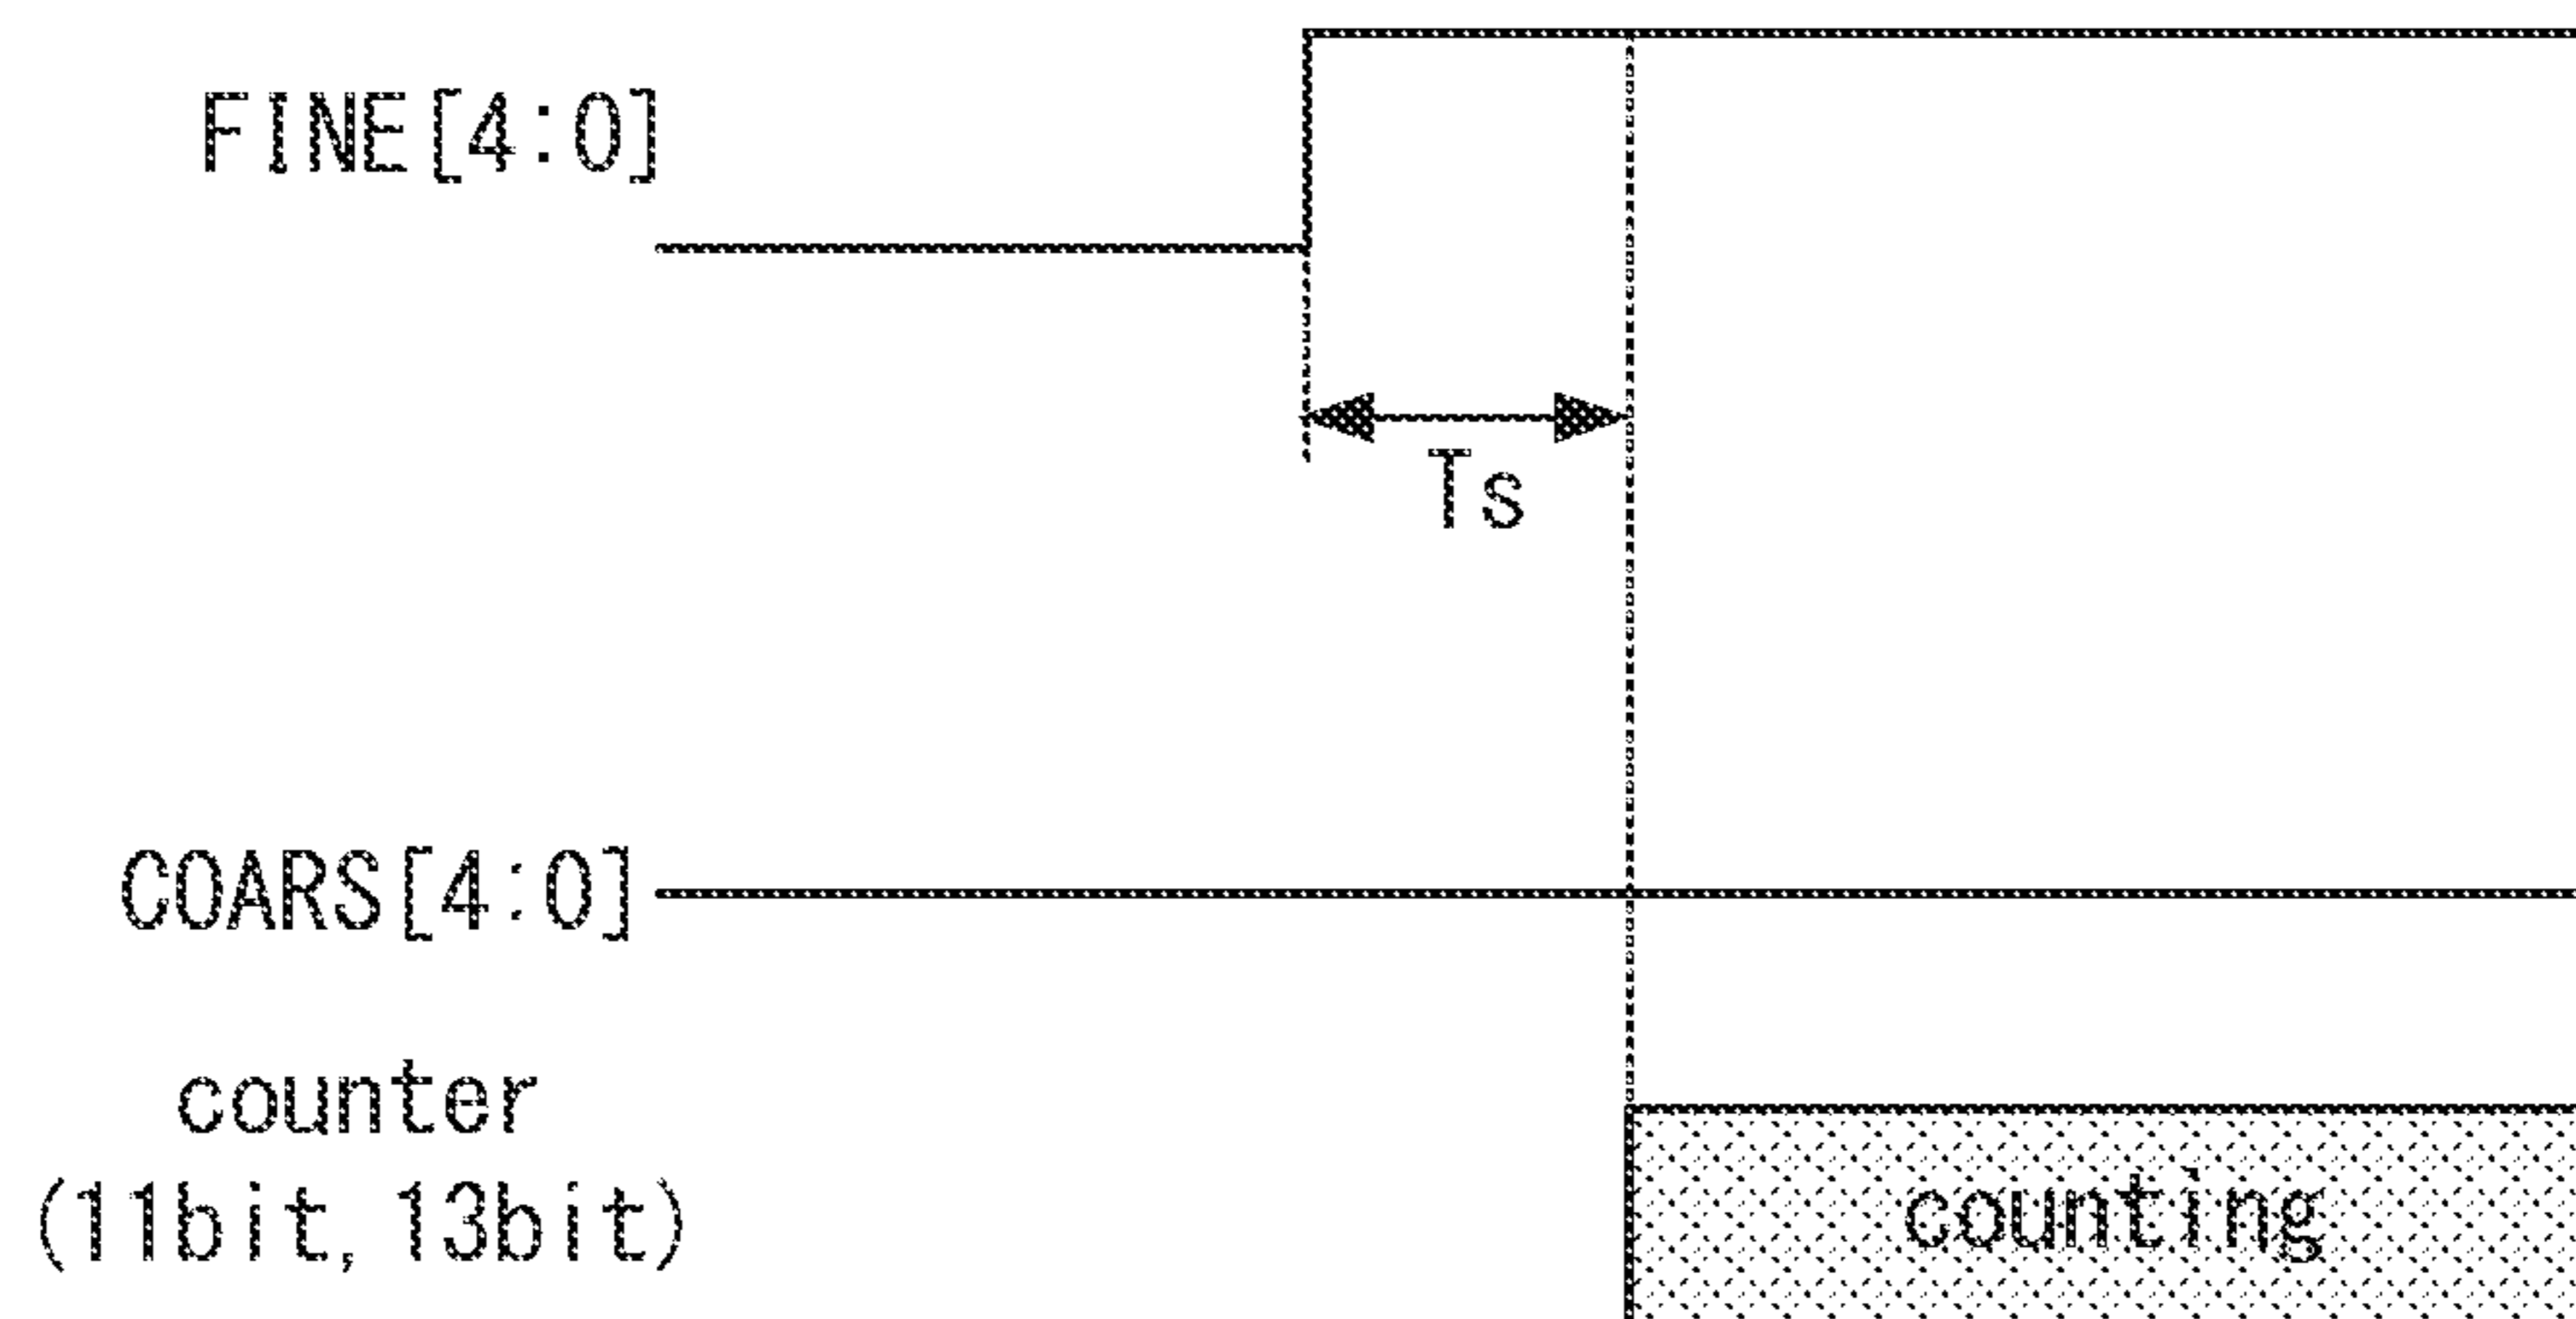 FINE[4:0]
Ts
COARS[4:0]
counter
(11bit, 13bit)
counting